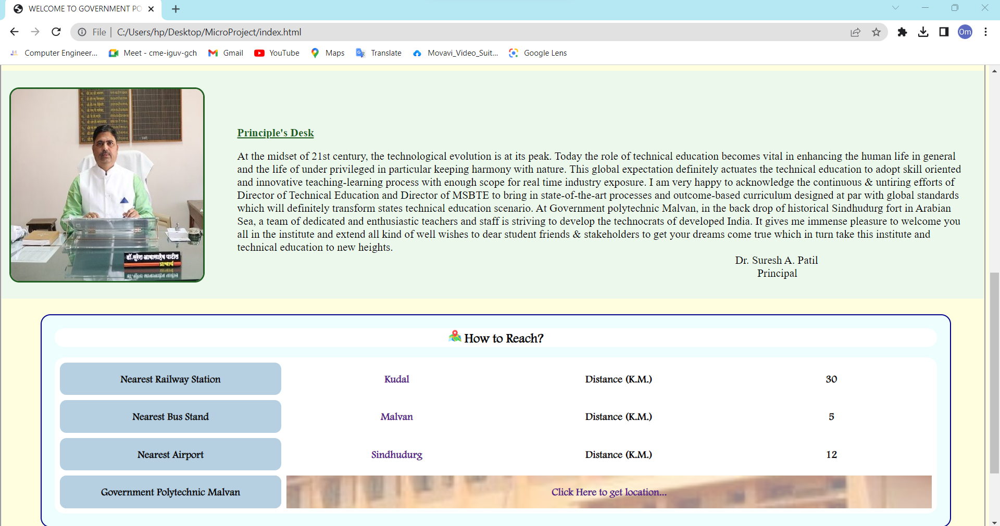 WELCOME TO GOVERNMENT PO
File | C:/Users/hp/Desktop/MicroProject/index.html
Om
Computer Engineer...
Meet - cme-iguv-gch
Gmail
YouTube
Maps
Translate
Movavi_Video_Suit...
Google Lens
डॉ.सुरेश आबासाहेब पाटील
प्राचार्य
Principle's Desk
At the midset of 21st century, the technological evolution is at its peak. Today the role of technical education becomes vital in enhancing the human life in general
and the life of under privileged in particular keeping harmony with nature. This global expectation definitely actuates the technical education to adopt skill oriented
and innovative teaching-learning process with enough scope for real time industry exposure. I am very happy to acknowledge the continuous & untiring efforts of
Director of Technical Education and Director of MSBTE to bring in state-of-the-art processes and outcome-based curriculum designed at par with global standards
which will definitely transform states technical education scenario. At Government polytechnic Malvan, in the back drop of historical Sindhudurg fort in Arabian
Sea, a team of dedicated and enthusiastic teachers and staff is striving to develop the technocrats of developed India. It gives me immense pleasure to welcome you
all in the institute and extend all kind of well wishes to dear student friends & stakeholders to get your dreams come true which in turn take this institute and
technical education to new heights.
Dr. Suresh A. Patil
Principal
How to Reach?
Nearest Railway Station Kudal Distance (K.M.) 30
Nearest Bus Stand Malvan Distance (K.M.) 5
Nearest Airport Sindhudurg Distance (K.M.) 12
Government Polytechnic Malvan Click Here to get location...